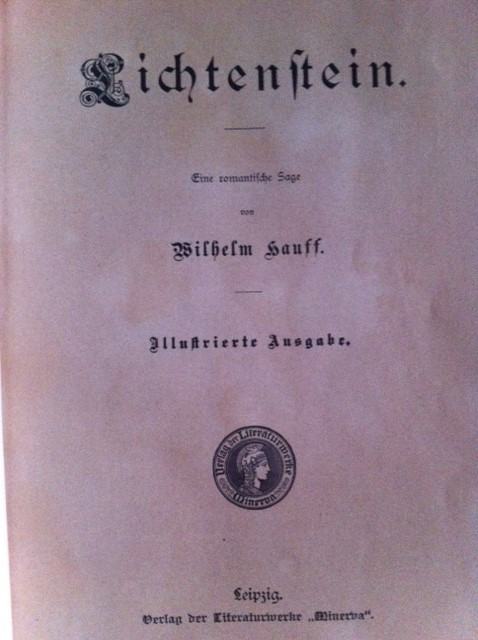 Lichtenſtein.
Eine romantiſche Sage
von
Wilhelm Hauff.
Illuſtrierte Ausgabe.
Verlag der Literaturwerke
Minerva
Leipzig.
Verlag der Literaturwerke „Minerva“.